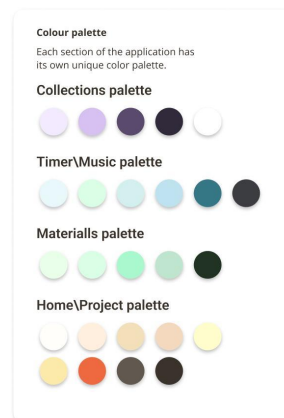 Colour palette
Each section of the application has
its own unique color palette.
Collections palette
Timer\Music palette
Materialls palette
Home\Project palette